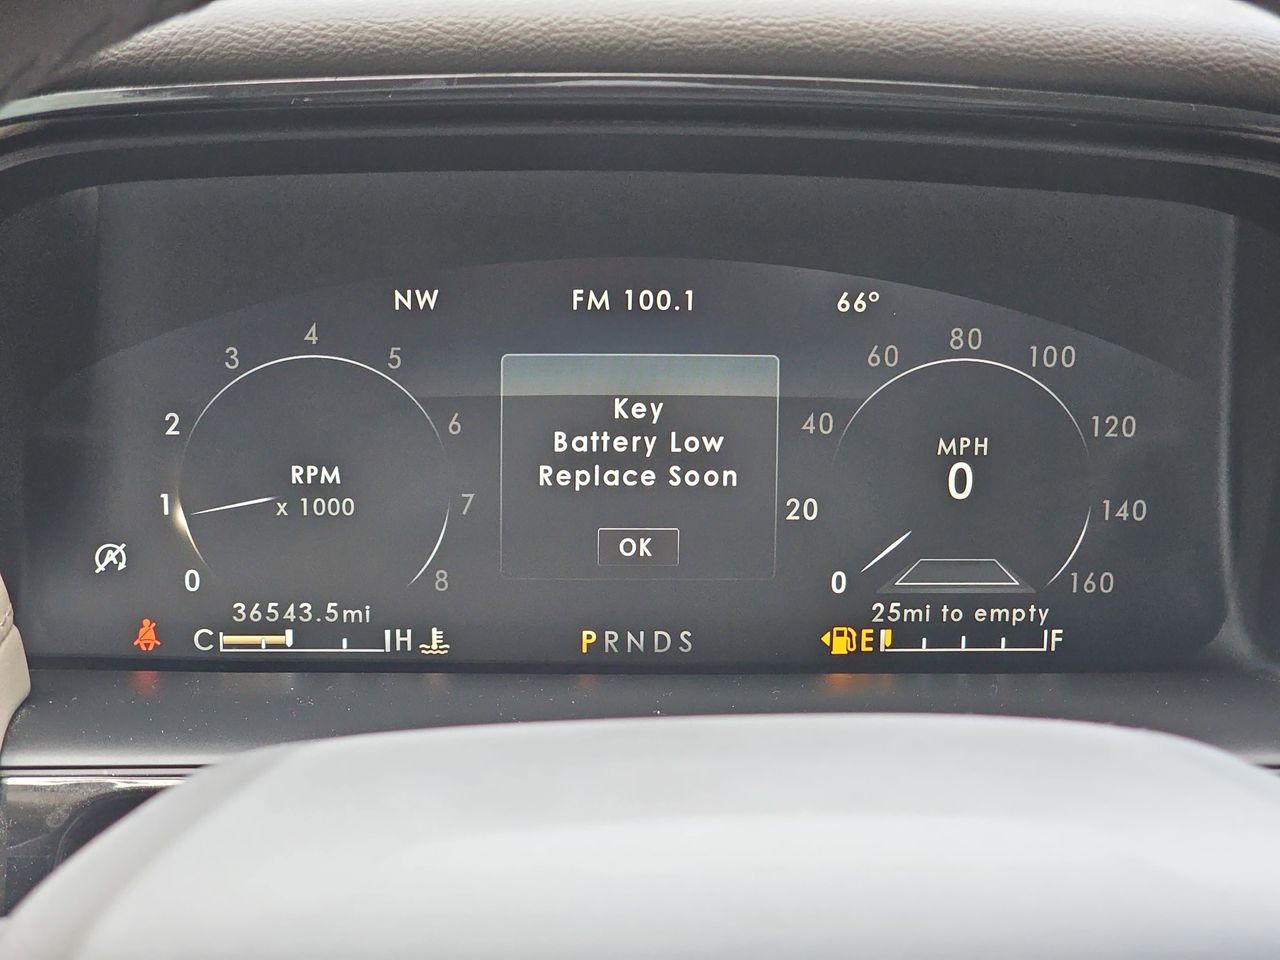 NW FM 100.1 66°
4
3 5
2 6
1 7
0 8
RPM
x 1000
Key
Battery Low
Replace Soon
OK
80
60 100
40 120
20 140
0 160
MPH
0
36543.5mi
25mi to empty
C H
PRNDS
E F
A